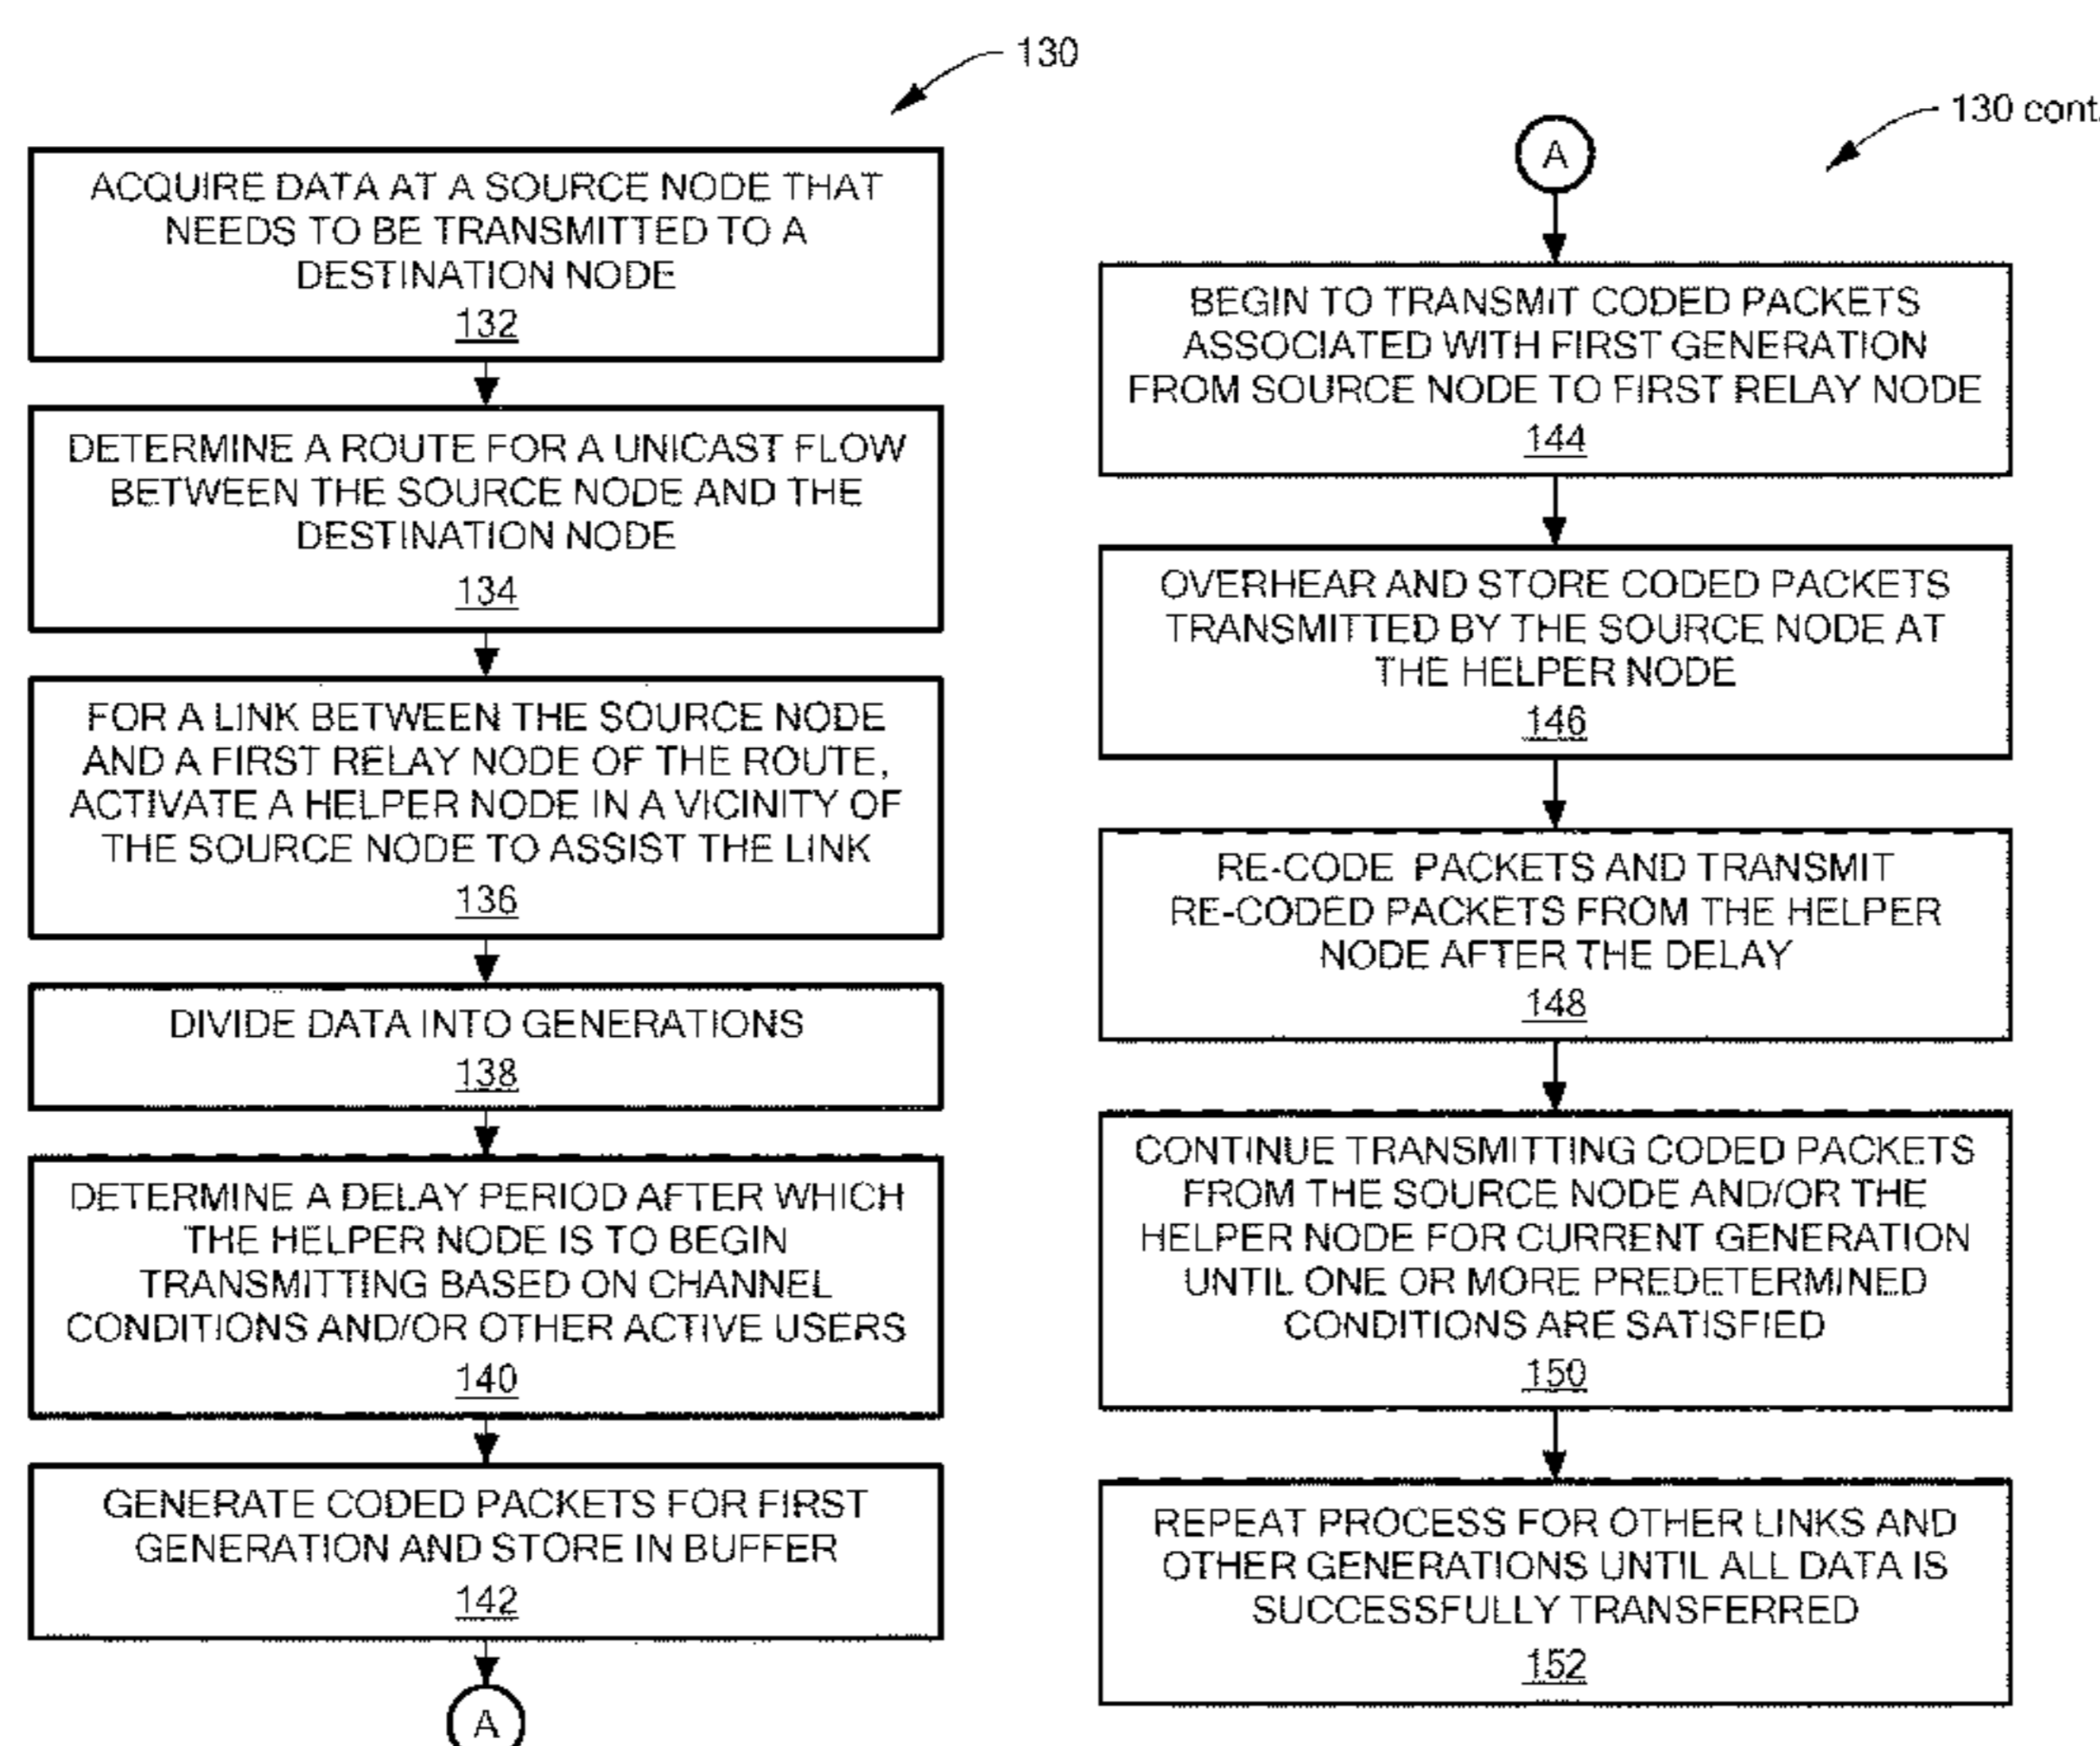 130
ACQUIRE DATA AT A SOURCE NODE THAT
NEEDS TO BE TRANSMITTED TO A
DESTINATION NODE
132
DETERMINE A ROUTE FOR A UNICAST FLOW
BETWEEN THE SOURCE NODE AND THE
DESTINATION NODE
134
FOR A LINK BETWEEN THE SOURCE NODE
AND A FIRST RELAY NODE OF THE ROUTE,
ACTIVATE A HELPER NODE IN A VICINITY OF
THE SOURCE NODE TO ASSIST THE LINK
136
DIVIDE DATA INTO GENERATIONS
138
DETERMINE A DELAY PERIOD AFTER WHICH
THE HELPER NODE IS TO BEGIN
TRANSMITTING BASED ON CHANNEL
CONDITIONS AND/OR OTHER ACTIVE USERS
140
GENERATE CODED PACKETS FOR FIRST
GENERATION AND STORE IN BUFFER
142
A
130 cont.
A
BEGIN TO TRANSMIT CODED PACKETS
ASSOCIATED WITH FIRST GENERATION
FROM SOURCE NODE TO FIRST RELAY NODE
144
OVERHEAR AND STORE CODED PACKETS
TRANSMITTED BY THE SOURCE NODE AT
THE HELPER NODE
146
RE-CODE PACKETS AND TRANSMIT
RE-CODED PACKETS FROM THE HELPER
NODE AFTER THE DELAY
148
CONTINUE TRANSMITTING CODED PACKETS
FROM THE SOURCE NODE AND/OR THE
HELPER NODE FOR CURRENT GENERATION
UNTIL ONE OR MORE PREDETERMINED
CONDITIONS ARE SATISFIED
150
REPEAT PROCESS FOR OTHER LINKS AND
OTHER GENERATIONS UNTIL ALL DATA IS
SUCCESSFULLY TRANSFERRED
152